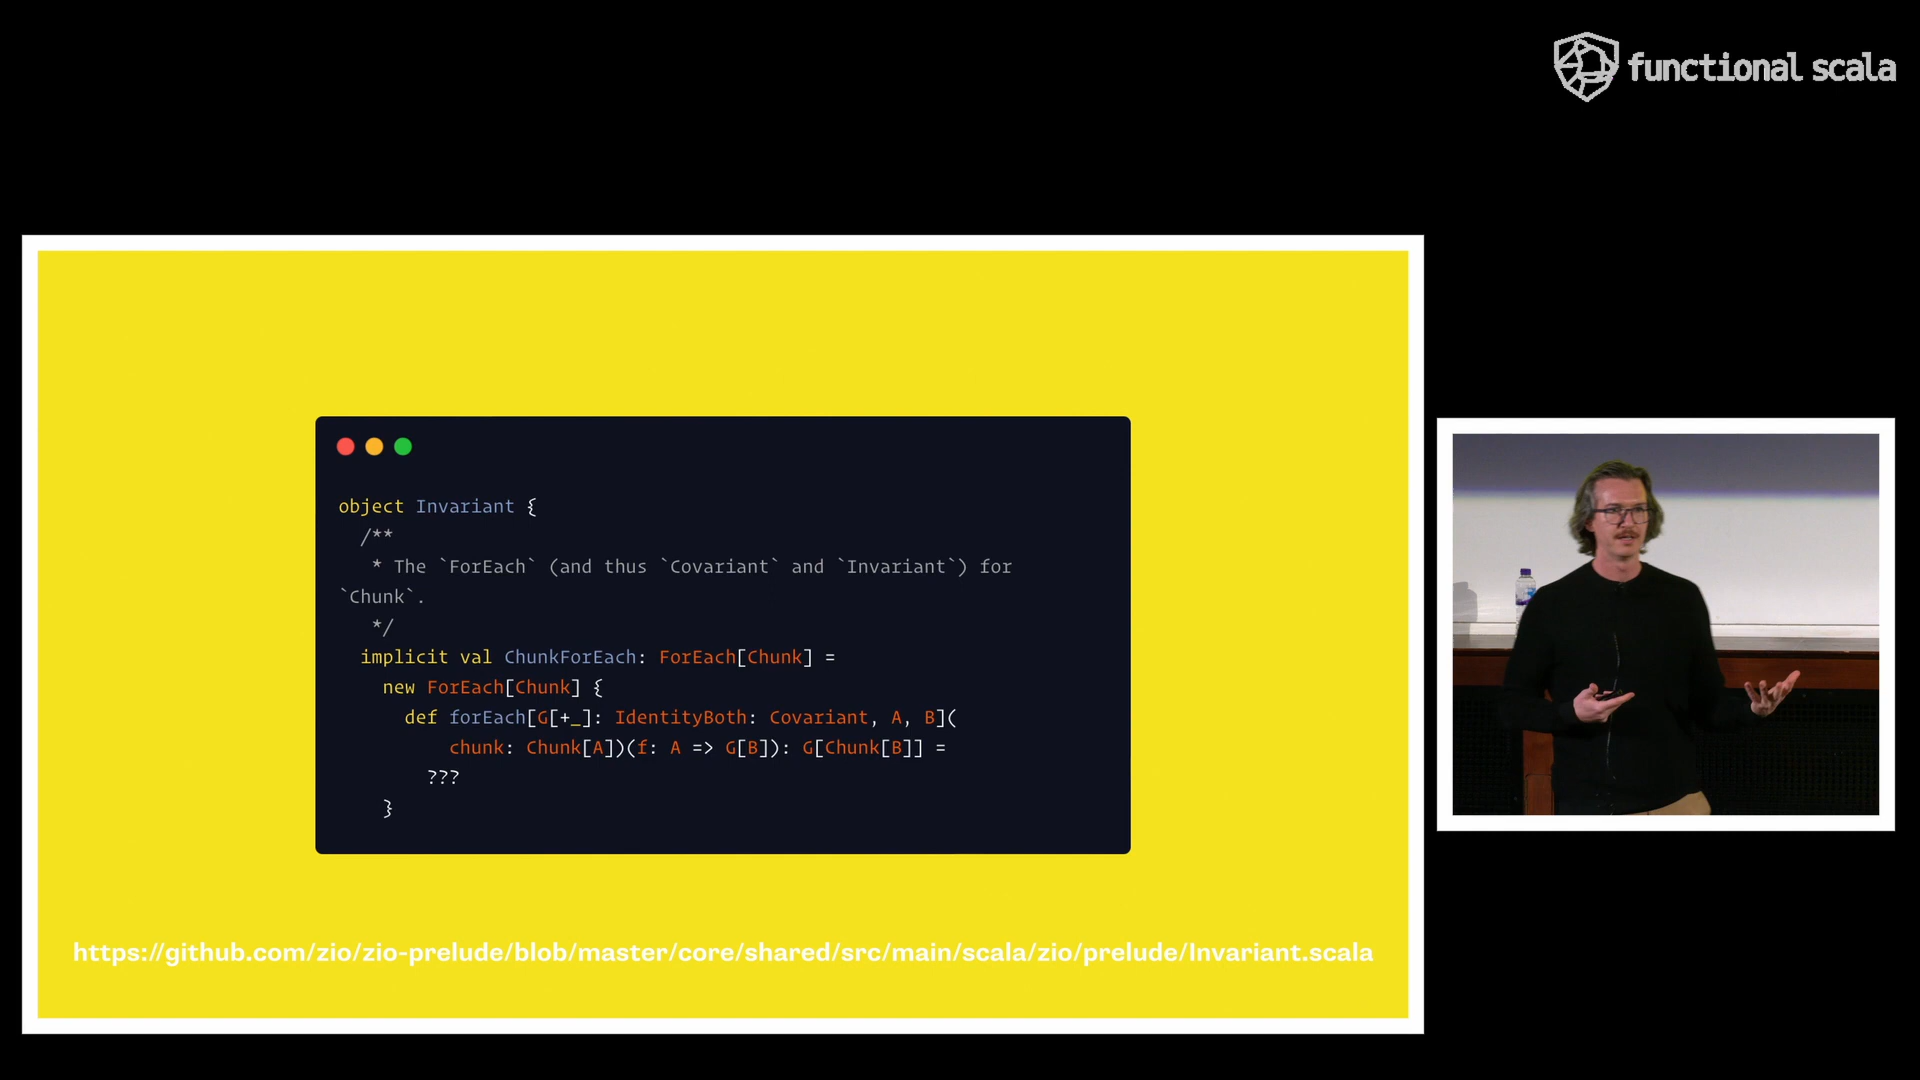 functional scala
object Invariant {
/**
* The `ForEach` (and thus `Covariant` and `Invariant`) for
`Chunk`.
*/
implicit val ChunkForEach: ForEach[Chunk] =
new ForEach[Chunk] {
def forEach[G[+_]: IdentityBoth: Covariant, A, B](
chunk: Chunk[A])(f: A => G[B]): G[Chunk[B]] =
???
}
https://github.com/zio/zio-prelude/blob/master/core/shared/src/main/scala/zio/prelude/Invariant.scala